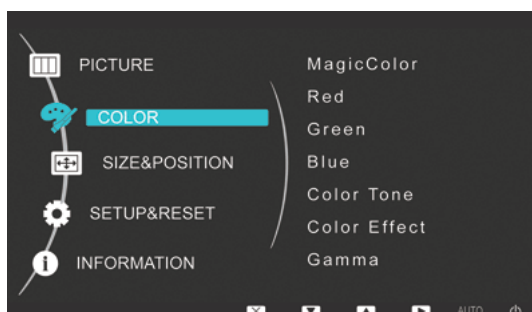 PICTURE
COLOR
SIZE&POSITION
SETUP&RESET
INFORMATION
MagicColor
Red
Green
Blue
Color Tone
Color Effect
Gamma
AUTO